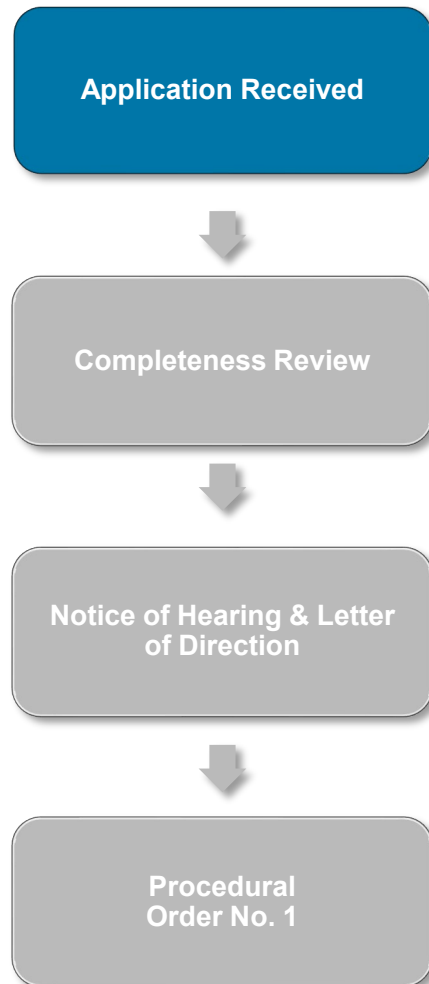 Application Received
Completeness Review
Notice of Hearing & Letter
of Direction
Procedural
Order No. 1